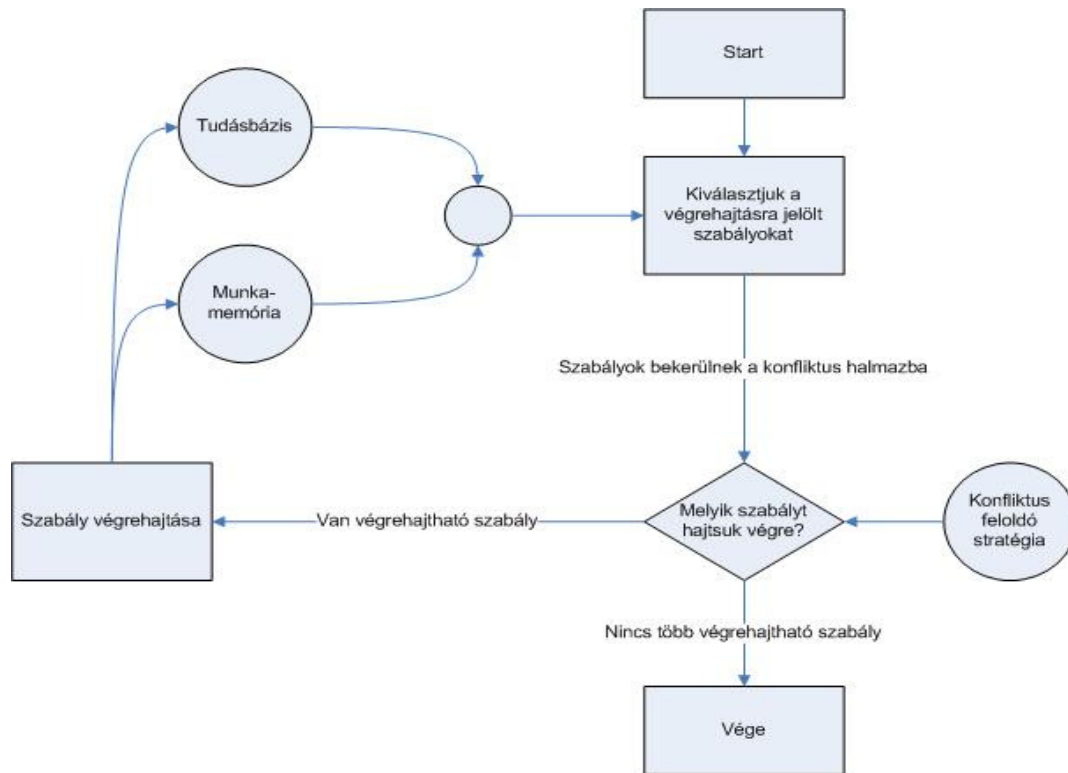 Start
Tudásbázis
Kiválasztjuk a
végrehajtásra jelölt
szabályokat
Munka-
memória
Szabályok bekerülnek a konfliktus halmazba
Szabály végrehajtása
Van végrehajtható szabály
Melyik szabályt
hajtsuk végre?
Konfliktus
feloldó
stratégia
Nincs több végrehajtható szabály
Vége